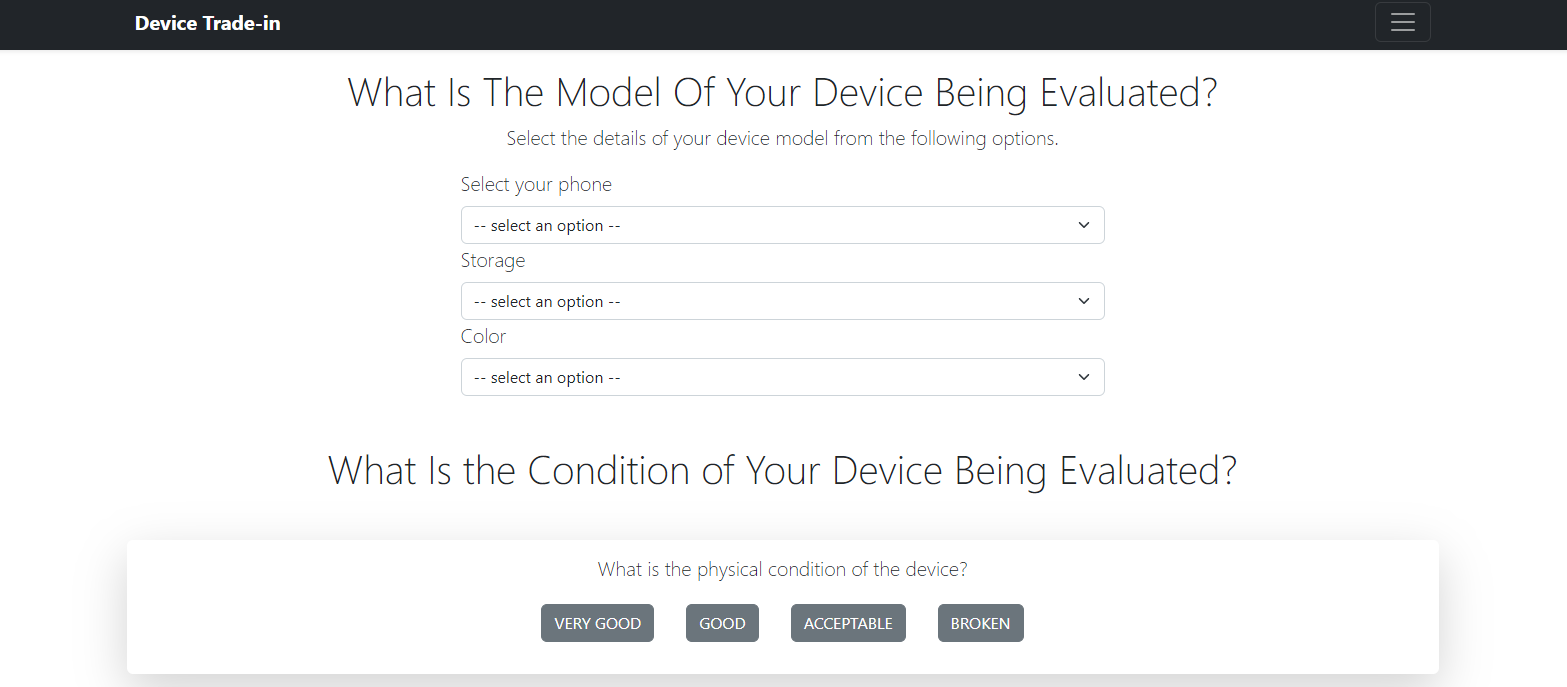 Device Trade-in
What Is The Model Of Your Device Being Evaluated?
Select the details of your device model from the following options.
Select your phone
-- select an option --
Storage
-- select an option --
Color
-- select an option --
What Is the Condition of Your Device Being Evaluated?
What is the physical condition of the device?
VERY GOOD GOOD ACCEPTABLE BROKEN